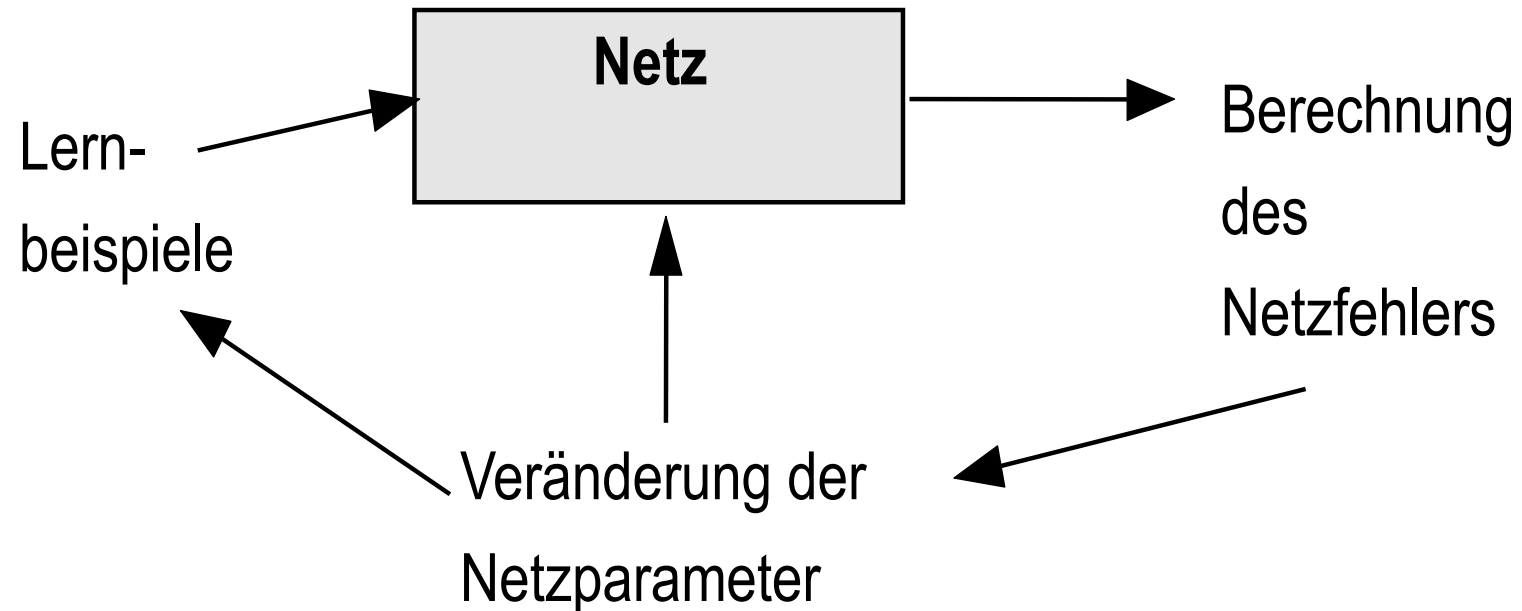 Netz
Lern-
beispiele
Berechnung
des
Netzfehlers
Veränderung der
Netzparameter